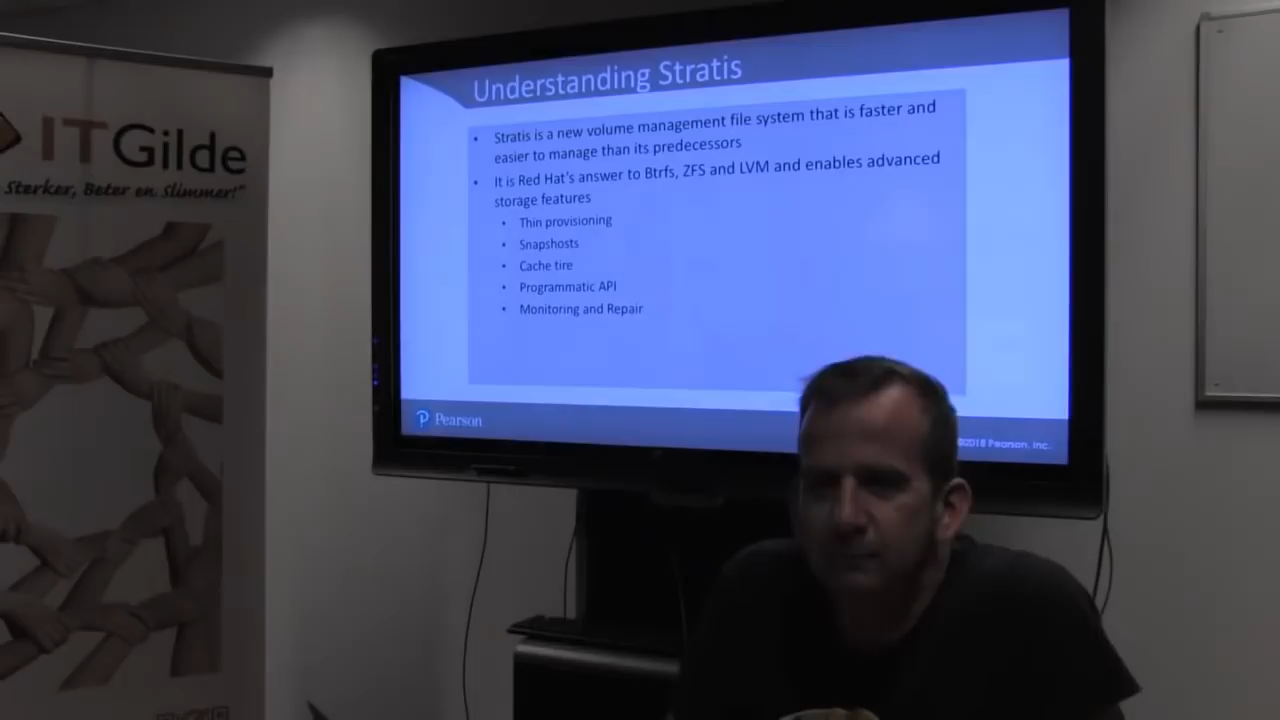 ITGilde
Sterker, Beter en Slimmer!"
Understanding Stratis
• Stratis is a new volume management file system that is faster and
easier to manage than its predecessors
• It is Red Hat's answer to Btrfs, ZFS and LVM and enables advanced
storage features
• Thin provisioning
• Snapshosts
• Cache tire
• Programmatic API
• Monitoring and Repair
Pearson
©2018 Pearson, Inc.